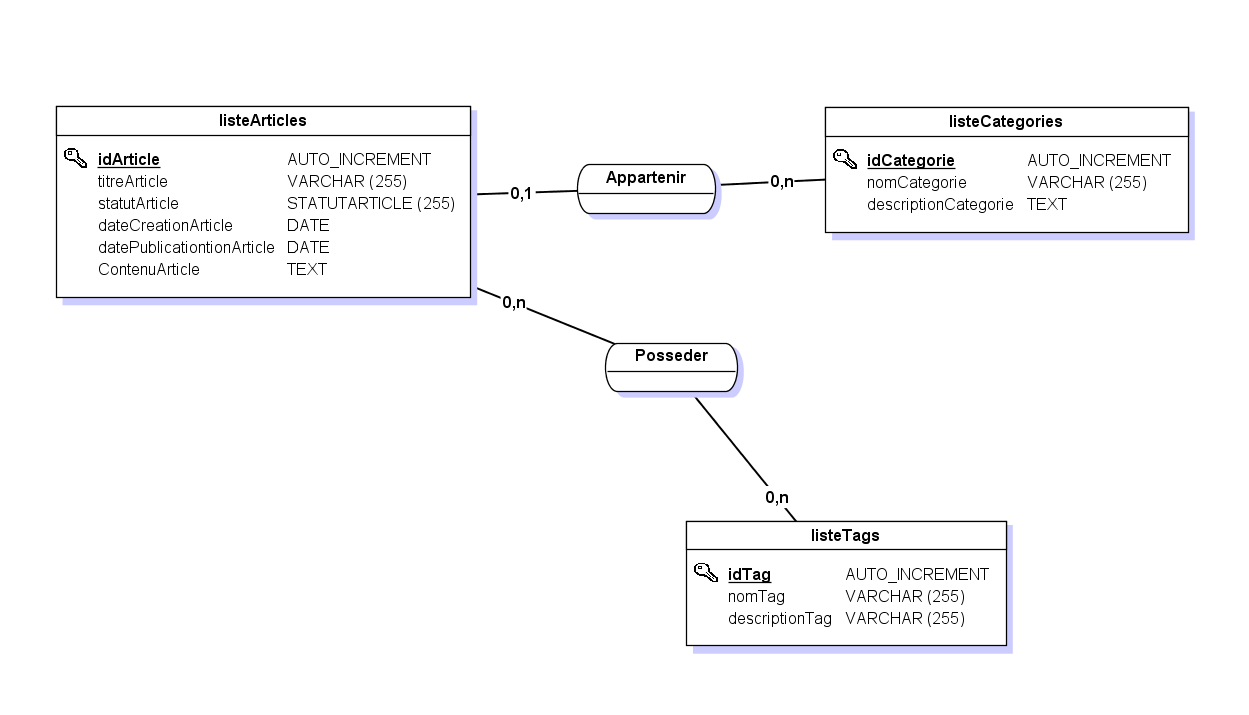 listeArticles
idArticle AUTO_INCREMENT
titreArticle VARCHAR (255)
statutArticle STATUTARTICLE (255)
dateCreationArticle DATE
datePublicationtionArticle DATE
ContenuArticle TEXT
0,1
Appartenir
0,n
listeCategories
idCategorie AUTO_INCREMENT
nomCategorie VARCHAR (255)
descriptionCategorie TEXT
0,n
Posseder
0,n
listeTags
idTag AUTO_INCREMENT
nomTag VARCHAR (255)
descriptionTag VARCHAR (255)